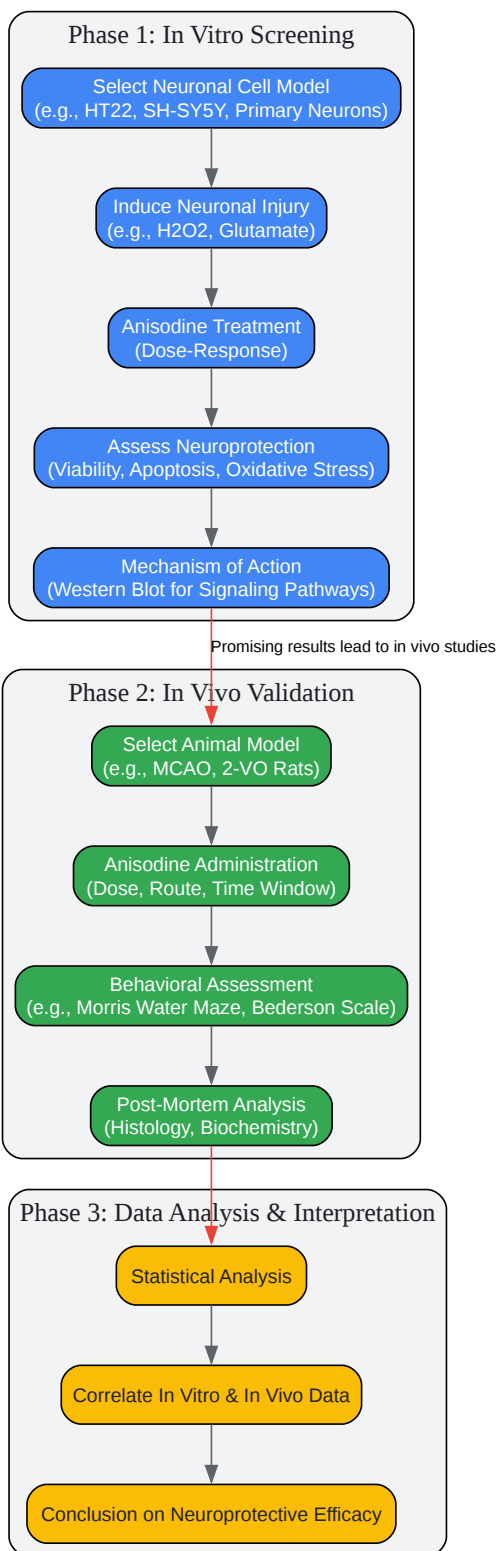 Phase 1: In Vitro Screening
Select Neuronal Cell Model
(e.g., HT22, SH-SY5Y, Primary Neurons)
Induce Neuronal Injury
(e.g., H2O2, Glutamate)
Anisodine Treatment
(Dose-Response)
Assess Neuroprotection
(Viability, Apoptosis, Oxidative Stress)
Mechanism of Action
(Western Blot for Signaling Pathways)
Promising results lead to in vivo studies
Phase 2: In Vivo Validation
Select Animal Model
(e.g., MCAO, 2-VO Rats)
Anisodine Administration
(Dose, Route, Time Window)
Behavioral Assessment
(e.g., Morris Water Maze, Bederson Scale)
Post-Mortem Analysis
(Histology, Biochemistry)
Phase 3: Data Analysis & Interpretation
Statistical Analysis
Correlate In Vitro & In Vivo Data
Conclusion on Neuroprotective Efficacy